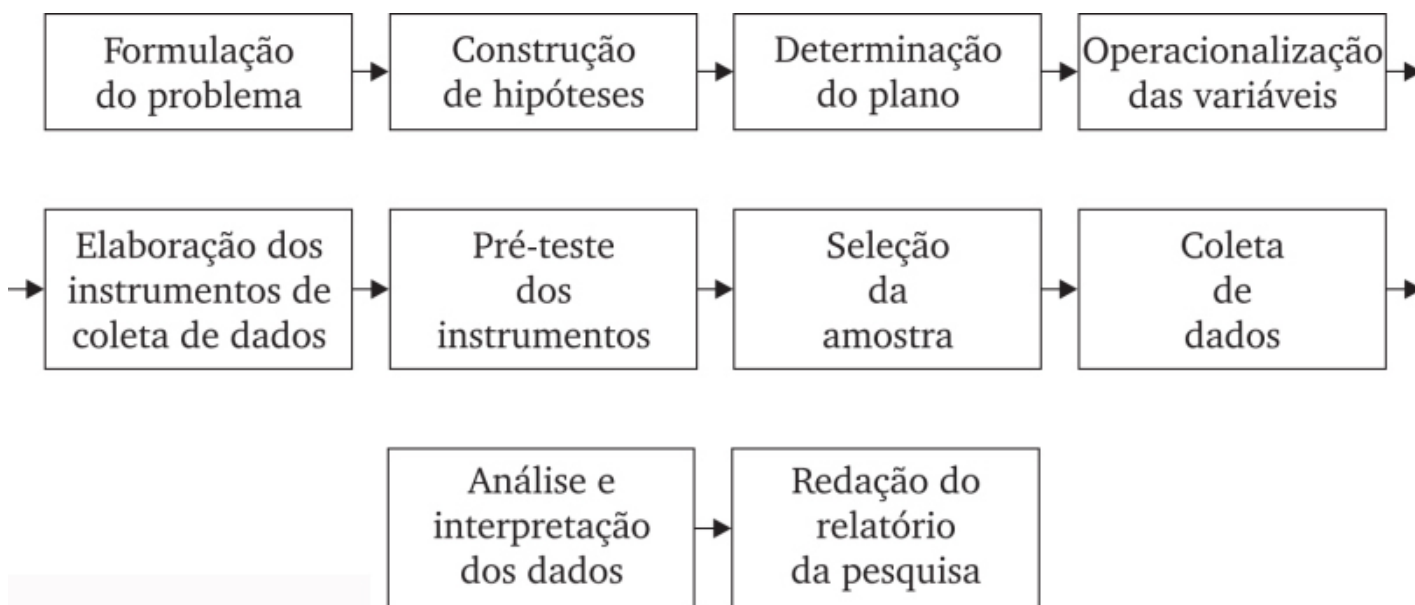 Formulação
do problema
Construção
de hipóteses
Determinação
do plano
Operacionalização
das variáveis
Elaboração dos
instrumentos de
coleta de dados
Pré-teste
dos
instrumentos
Seleção
da
amostra
Coleta
de
dados
Análise e
interpretação
dos dados
Redação do
relatório
da pesquisa